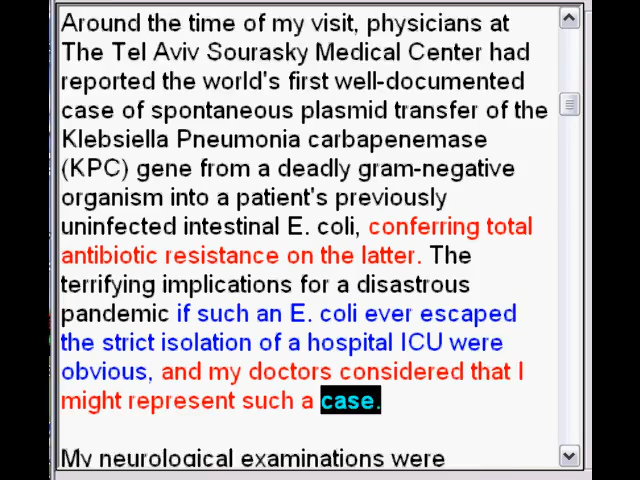 Around the time of my visit, physicians at
The Tel Aviv Sourasky Medical Center had
reported the world's first well-documented
case of spontaneous plasmid transfer of the
Klebsiella Pneumonia carbapenemase
(KPC) gene from a deadly gram-negative
organism into a patient's previously
uninfected intestinal E. coli, conferring total
antibiotic resistance on the latter. The
terrifying implications for a disastrous
pandemic if such an E. coli ever escaped
the strict isolation of a hospital ICU were
obvious, and my doctors considered that I
might represent such a case.
My neurological examinations were